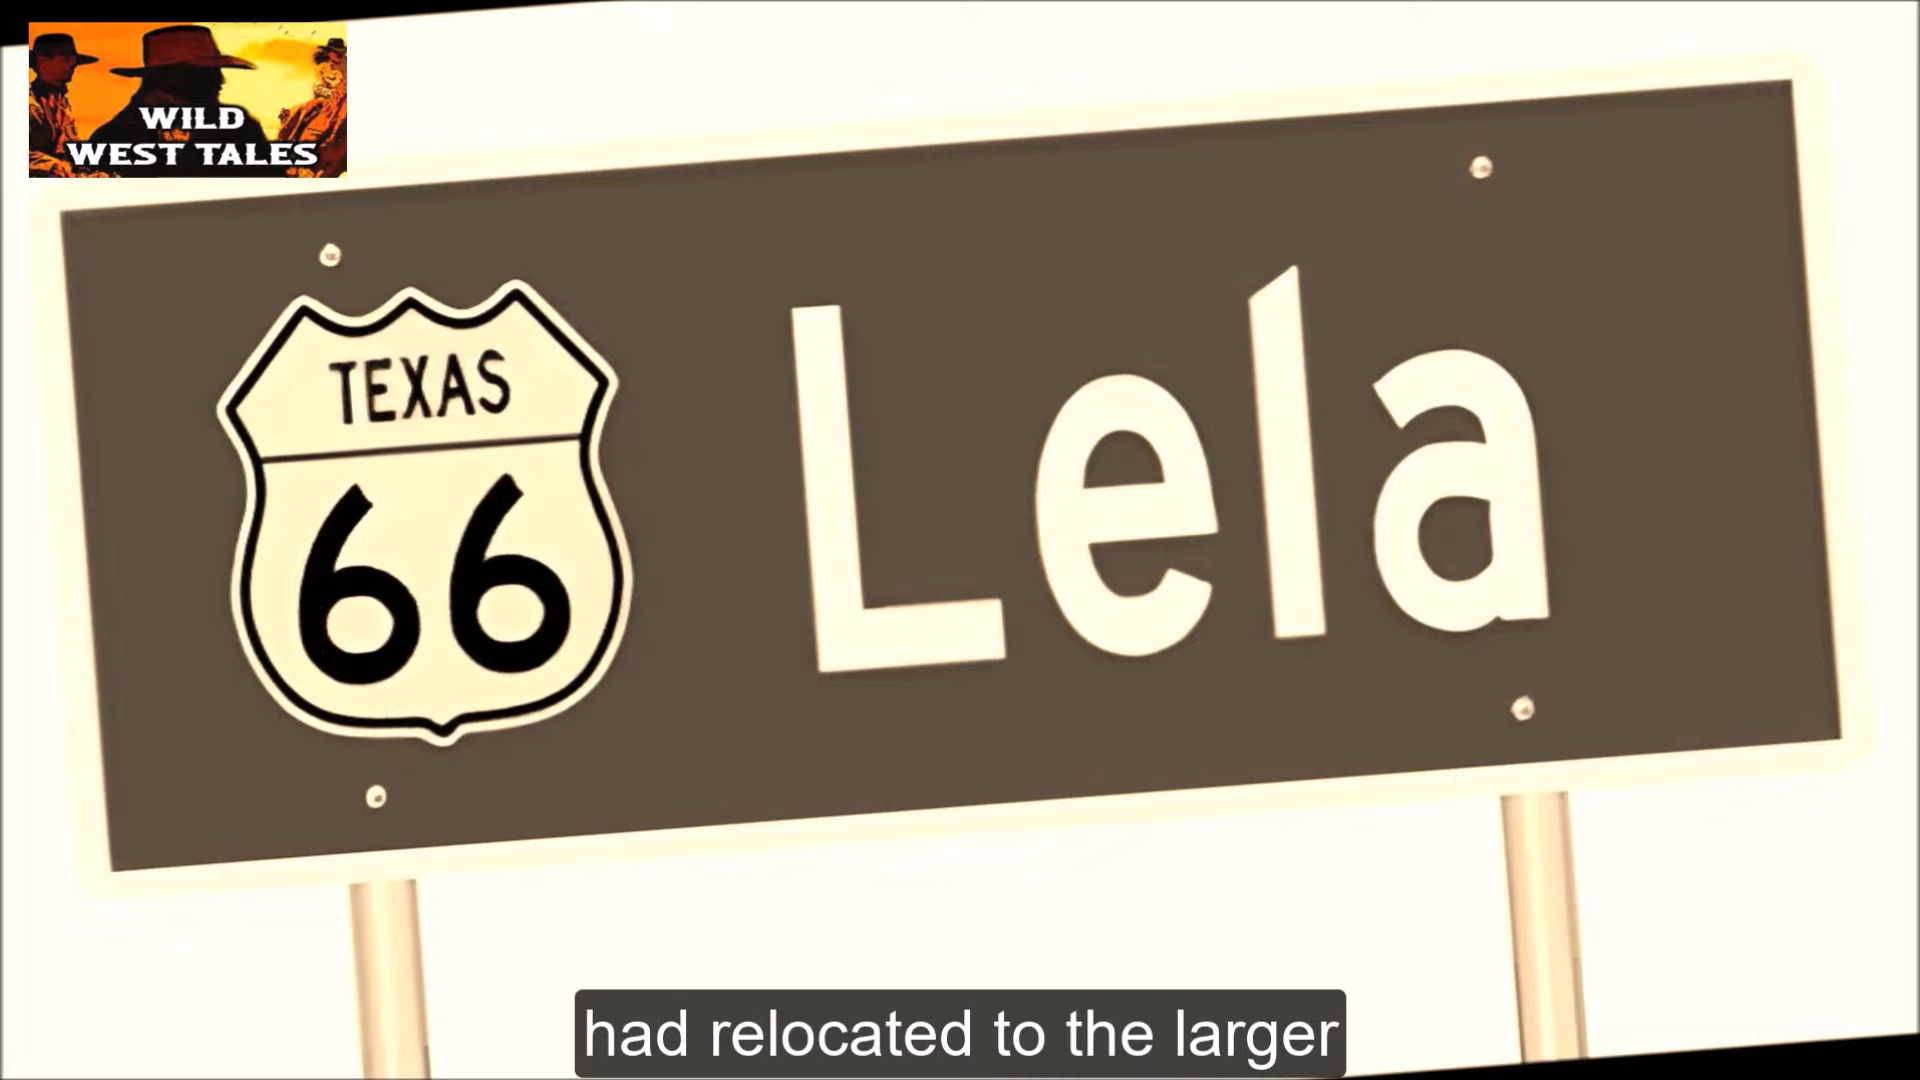 WILD
WEST TALES
TEXAS
66
Lela
had relocated to the larger